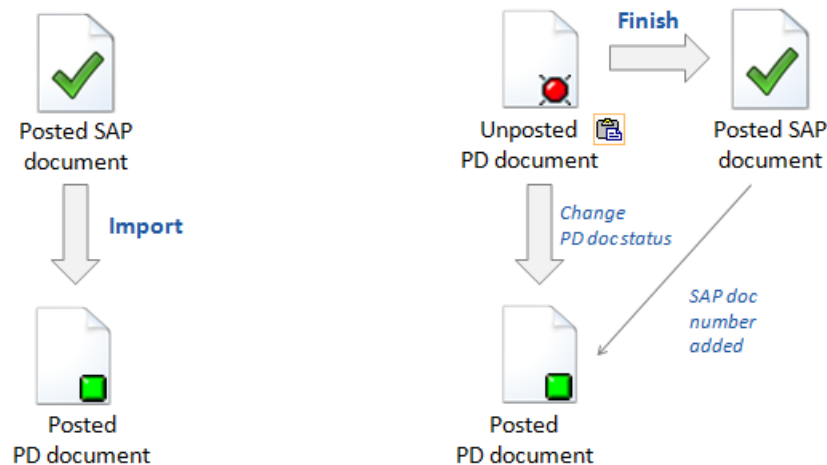 Posted SAP
document
Import
Posted
PD document
Finish
Unposted
PD document
Posted SAP
document
Change
PD doc status
SAP doc
number
added
Posted
PD document